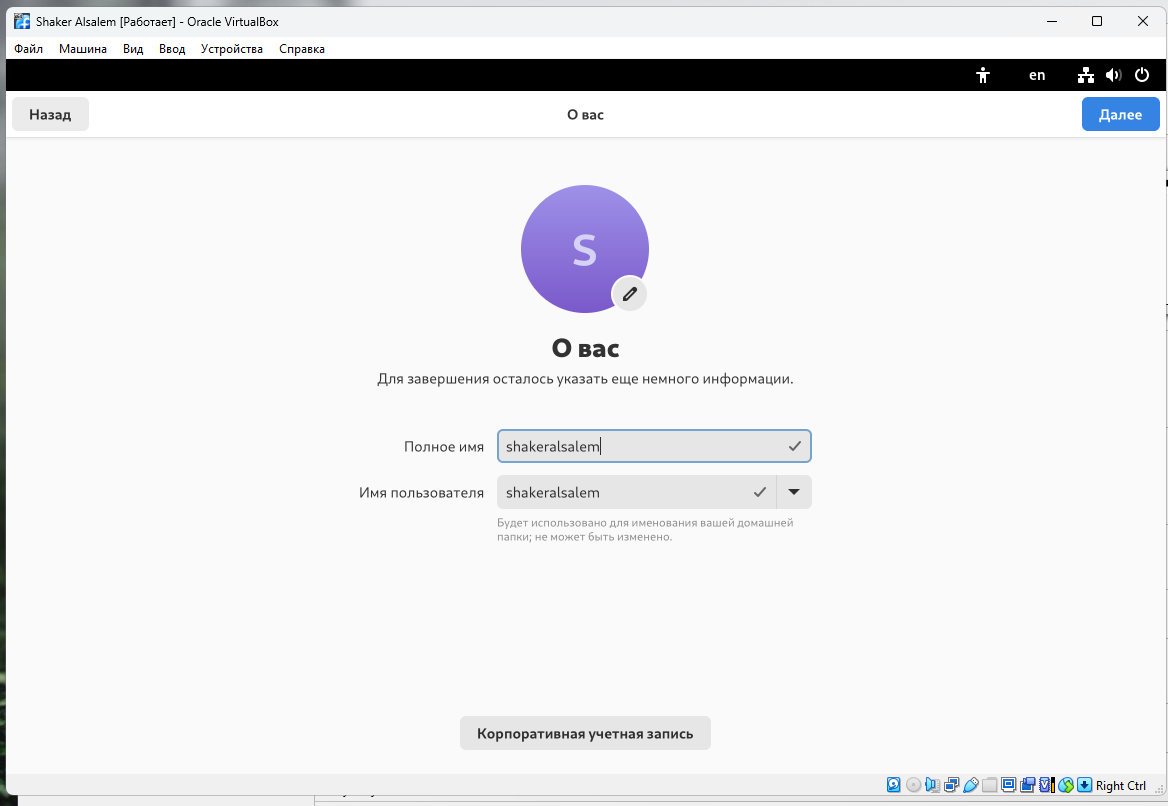 Shaker Alsalem [Работает] - Oracle VirtualBox
Файл Машина Вид Ввод Устройства Справка
en
Назад О вас Далее
S
О вас
Для завершения осталось указать еще немного информации.
Полное имя shakeralsalem
Имя пользователя shakeralsalem
Будет использовано для именования вашей домашней
папки; не может быть изменено.
Корпоративная учетная запись
Right Ctrl